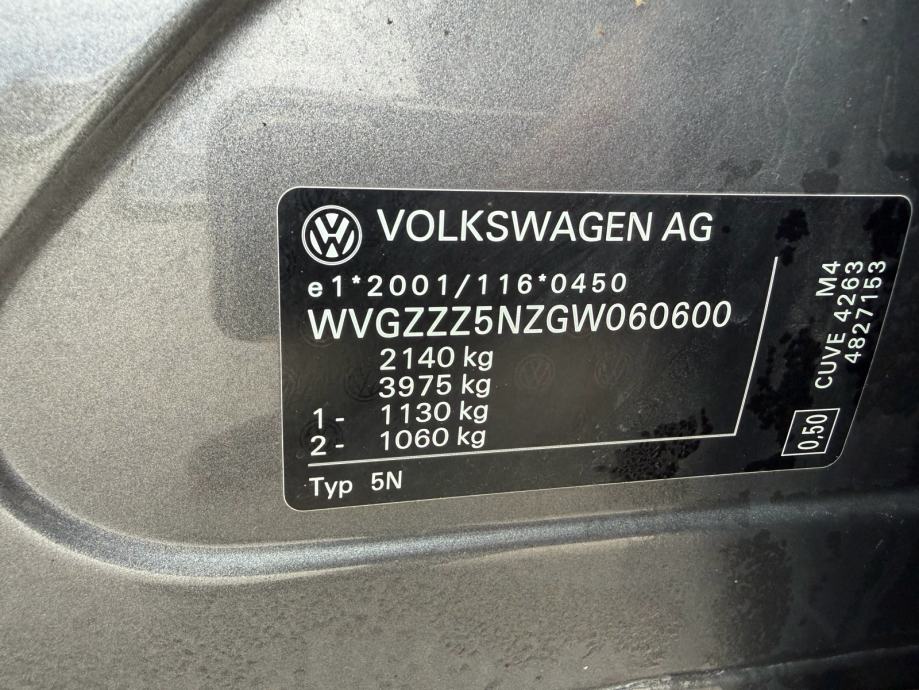 VOLKSWAGEN AG
e1*2001/116*0450
WVGZZZ5NZGW060600
2140 kg
3975 kg
1- 1130 kg
2- 1060 kg
Typ 5N
M4
CUVE 4263
4827153
0,50